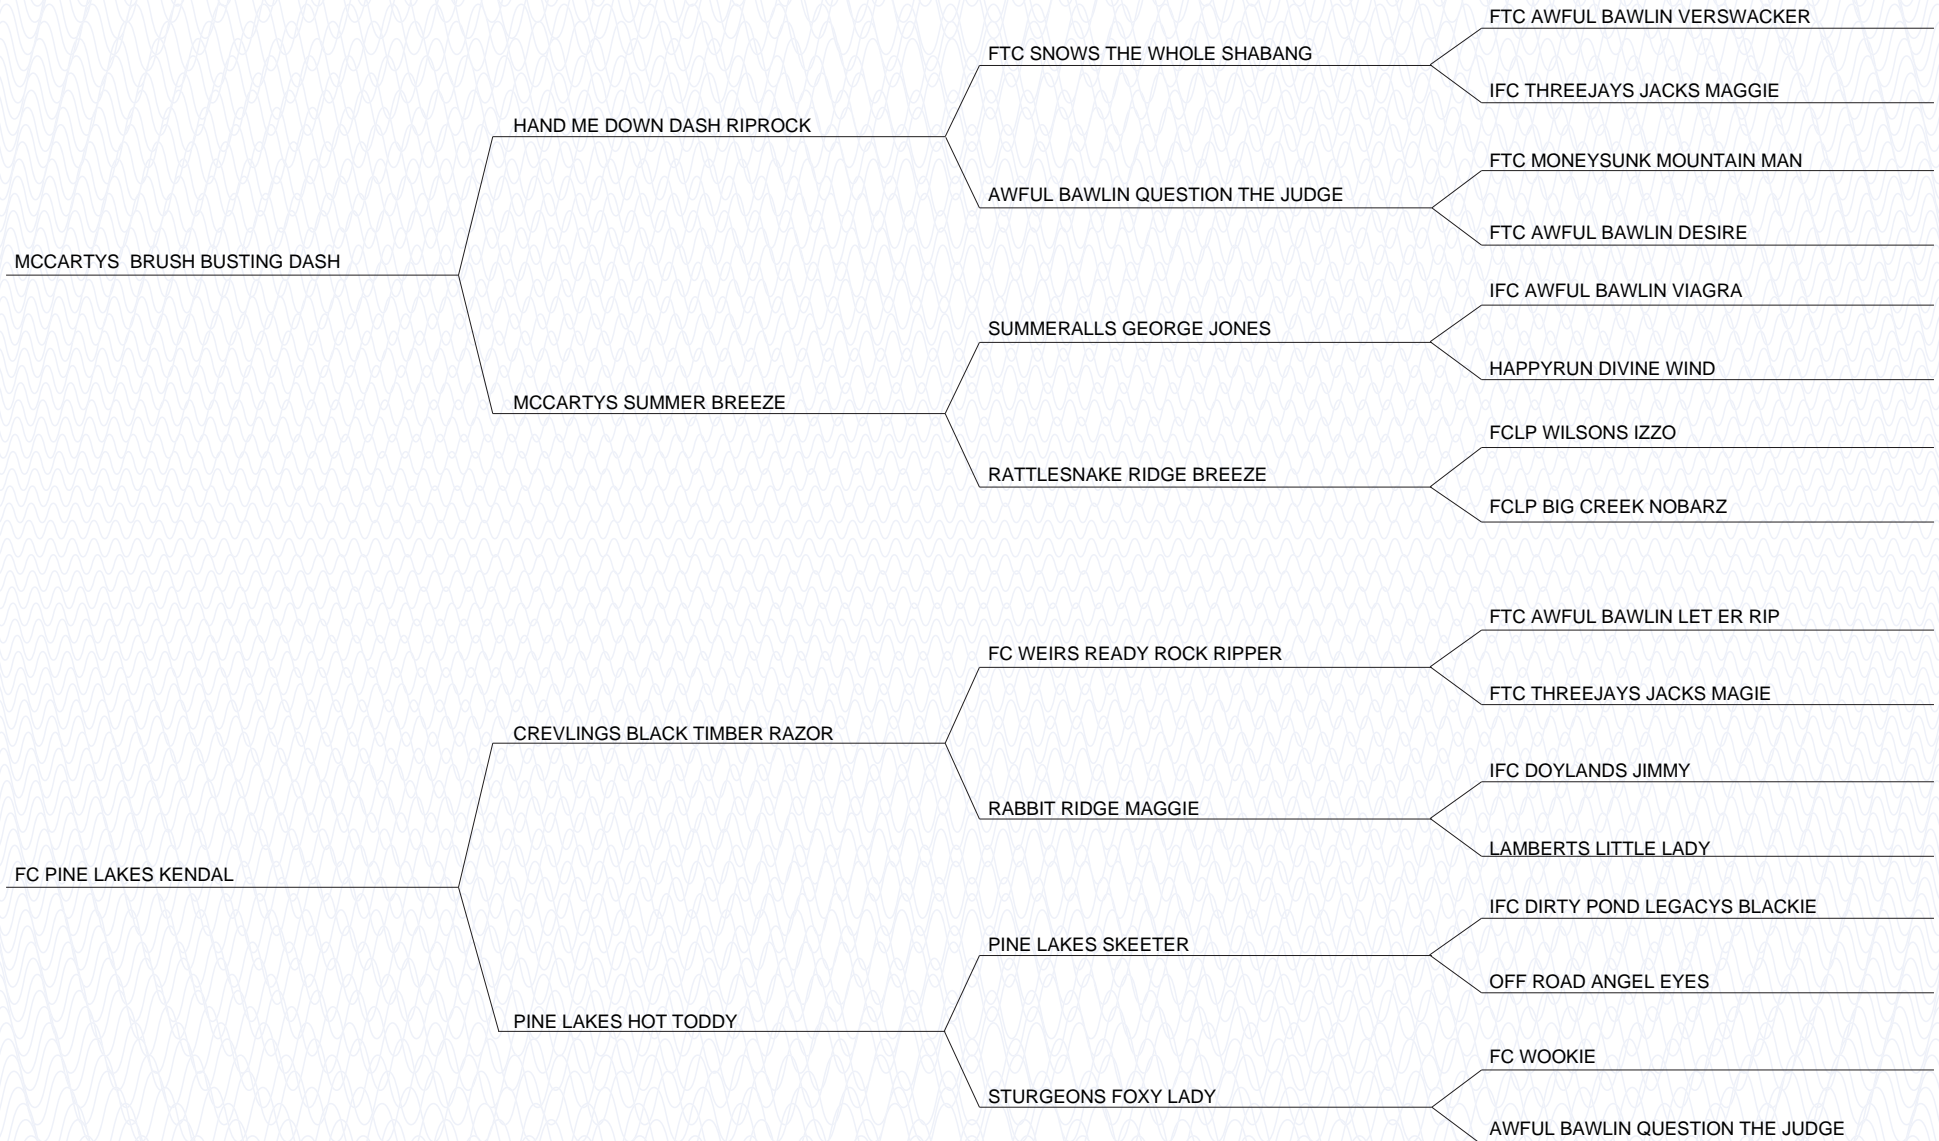 FTC AWFUL BAWLIN VERSWACKER
FTC SNOWS THE WHOLE SHABANG
IFC THREEJAYS JACKS MAGGIE
HAND ME DOWN DASH RIPROCK
FTC MONEYSUNK MOUNTAIN MAN
AWFUL BAWLIN QUESTION THE JUDGE
FTC AWFUL BAWLIN DESIRE
MCCARTYS  BRUSH BUSTING DASH
IFC AWFUL BAWLIN VIAGRA
SUMMERALLS GEORGE JONES
HAPPYRUN DIVINE WIND
MCCARTYS SUMMER BREEZE
FCLP WILSONS IZZO
RATTLESNAKE RIDGE BREEZE
FCLP BIG CREEK NOBARZ
FTC AWFUL BAWLIN LET ER RIP
FC WEIRS READY ROCK RIPPER
FTC THREEJAYS JACKS MAGIE
CREVLINGS BLACK TIMBER RAZOR
IFC DOYLANDS JIMMY
RABBIT RIDGE MAGGIE
LAMBERTS LITTLE LADY
FC PINE LAKES KENDAL
IFC DIRTY POND LEGACYS BLACKIE
PINE LAKES SKEETER
OFF ROAD ANGEL EYES
PINE LAKES HOT TODDY
FC WOOKIE
STURGEONS FOXY LADY
AWFUL BAWLIN QUESTION THE JUDGE